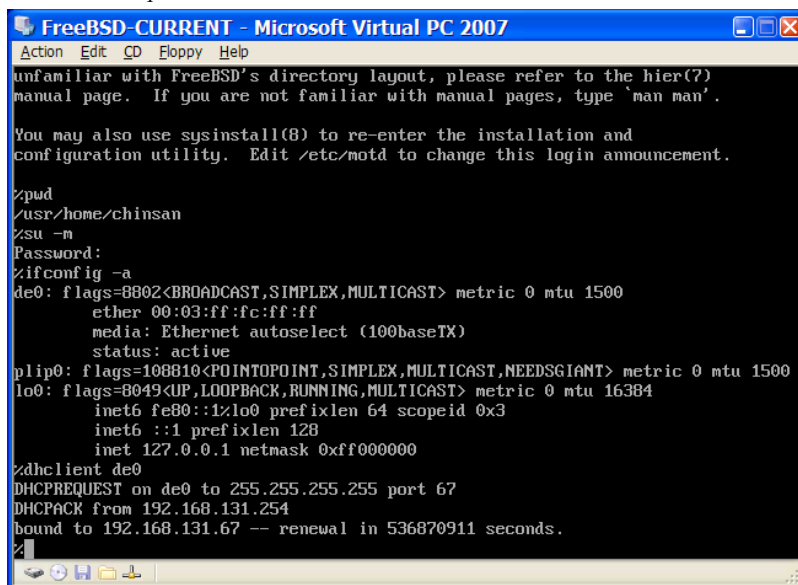 FreeBSD-CURRENT - Microsoft Virtual PC 2007
Action Edit CD Floppy Help
unfamiliar with FreeBSD's directory layout, please refer to the hier(7)
manual page.  If you are not familiar with manual pages, type `man man'.
You may also use sysinstall(8) to re-enter the installation and
configuration utility.  Edit /etc/motd to change this login announcement.
%pwd
/usr/home/chinsan
%su -m
Password:
%ifconfig -a
de0: flags=8802<BROADCAST,SIMPLEX,MULTICAST> metric 0 mtu 1500
ether 00:03:ff:fc:ff:ff
media: Ethernet autoselect (100baseTX)
status: active
plip0: flags=108810<POINTOPOINT,SIMPLEX,MULTICAST,NEEDSGIANT> metric 0 mtu 1500
lo0: flags=8049<UP,LOOPBACK,RUNNING,MULTICAST> metric 0 mtu 16384
inet6 fe80::1%lo0 prefixlen 64 scopeid 0x3
inet6 ::1 prefixlen 128
inet 127.0.0.1 netmask 0xff000000
%dhclient de0
DHCPREQUEST on de0 to 255.255.255.255 port 67
DHCPACK from 192.168.131.254
bound to 192.168.131.67 -- renewal in 536870911 seconds.
%